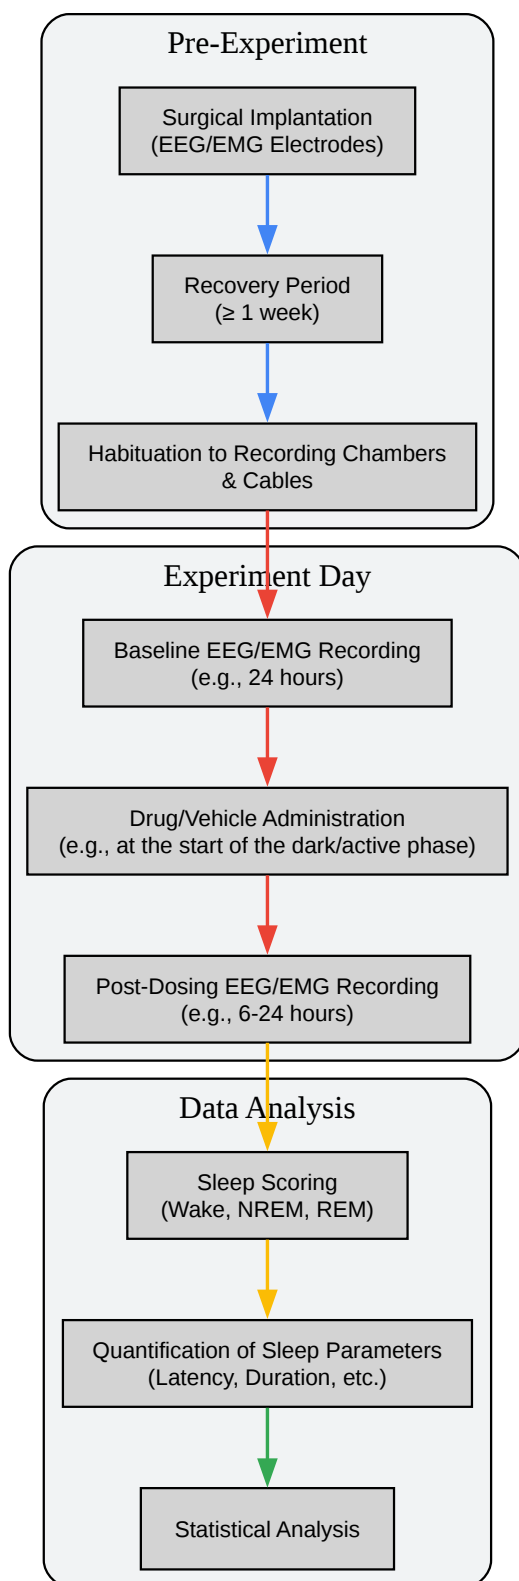 Pre-Experiment
Surgical Implantation
(EEG/EMG Electrodes)
Recovery Period
(≥ 1 week)
Habituation to Recording Chambers
& Cables
Experiment Day
Baseline EEG/EMG Recording
(e.g., 24 hours)
Drug/Vehicle Administration
(e.g., at the start of the dark/active phase)
Post-Dosing EEG/EMG Recording
(e.g., 6-24 hours)
Data Analysis
Sleep Scoring
(Wake, NREM, REM)
Quantification of Sleep Parameters
(Latency, Duration, etc.)
Statistical Analysis